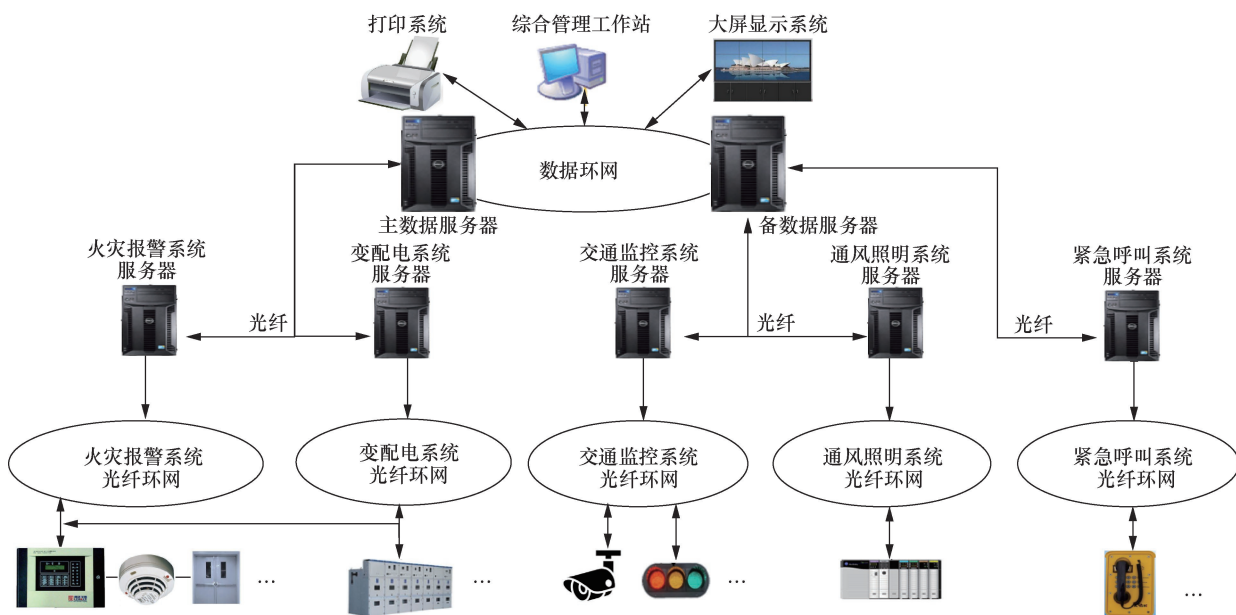 打印系统
综合管理工作站
大屏显示系统
数据环网
主数据服务器
备数据服务器
火灾报警系统
服务器
变配电系统
服务器
交通监控系统
服务器
通风照明系统
服务器
紧急呼叫系统
服务器
光纤
光纤
光纤
火灾报警系统
光纤环网
变配电系统
光纤环网
交通监控系统
光纤环网
通风照明系统
光纤环网
紧急呼叫系统
光纤环网
…
…
…
…